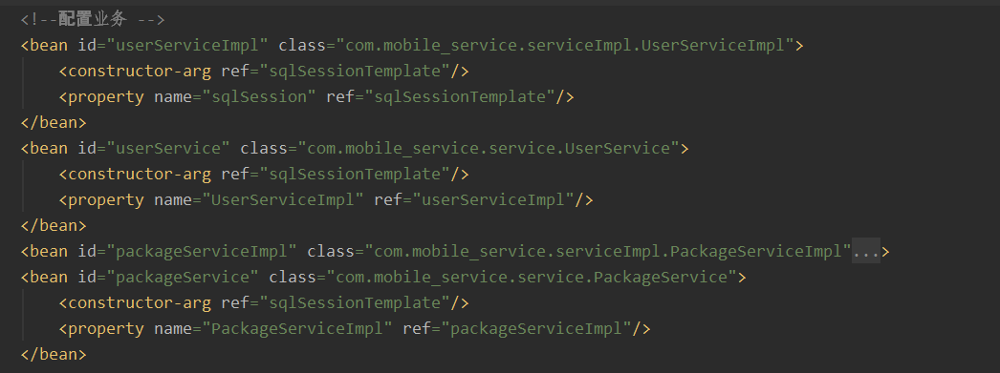 <!--配置业务 -->
<bean id="userServiceImpl" class="com.mobile_service.serviceImpl.UserServiceImpl">
    <constructor-arg ref="sqlSessionTemplate"/>
    <property name="sqlSession" ref="sqlSessionTemplate"/>
</bean>
<bean id="userService" class="com.mobile_service.service.UserService">
    <constructor-arg ref="sqlSessionTemplate"/>
    <property name="UserServiceImpl" ref="userServiceImpl"/>
</bean>
<bean id="packageServiceImpl" class="com.mobile_service.serviceImpl.PackageServiceImpl"...>
<bean id="packageService" class="com.mobile_service.service.PackageService">
    <constructor-arg ref="sqlSessionTemplate"/>
    <property name="PackageServiceImpl" ref="packageServiceImpl"/>
</bean>